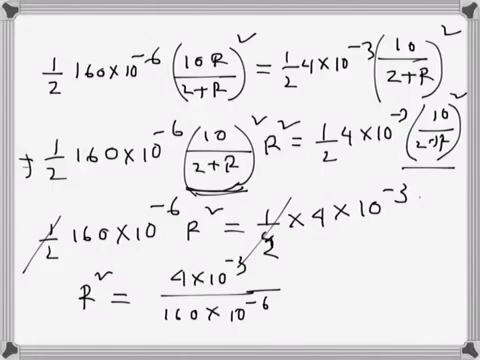 1/2 160×10^-6 (10R/(2+R))^2 = 1/2 4×10^-3 (10/(2+R))^2
⇒ 1/2 160×10^-6 (10/(2+R))^2 R^2 = 1/2 4×10^-3 (10/(2+R))^2
1/2 160×10^-6 R^2 = 1/2 × 4×10^-3
R^2 = 4×10^-3/(160×10^-6)